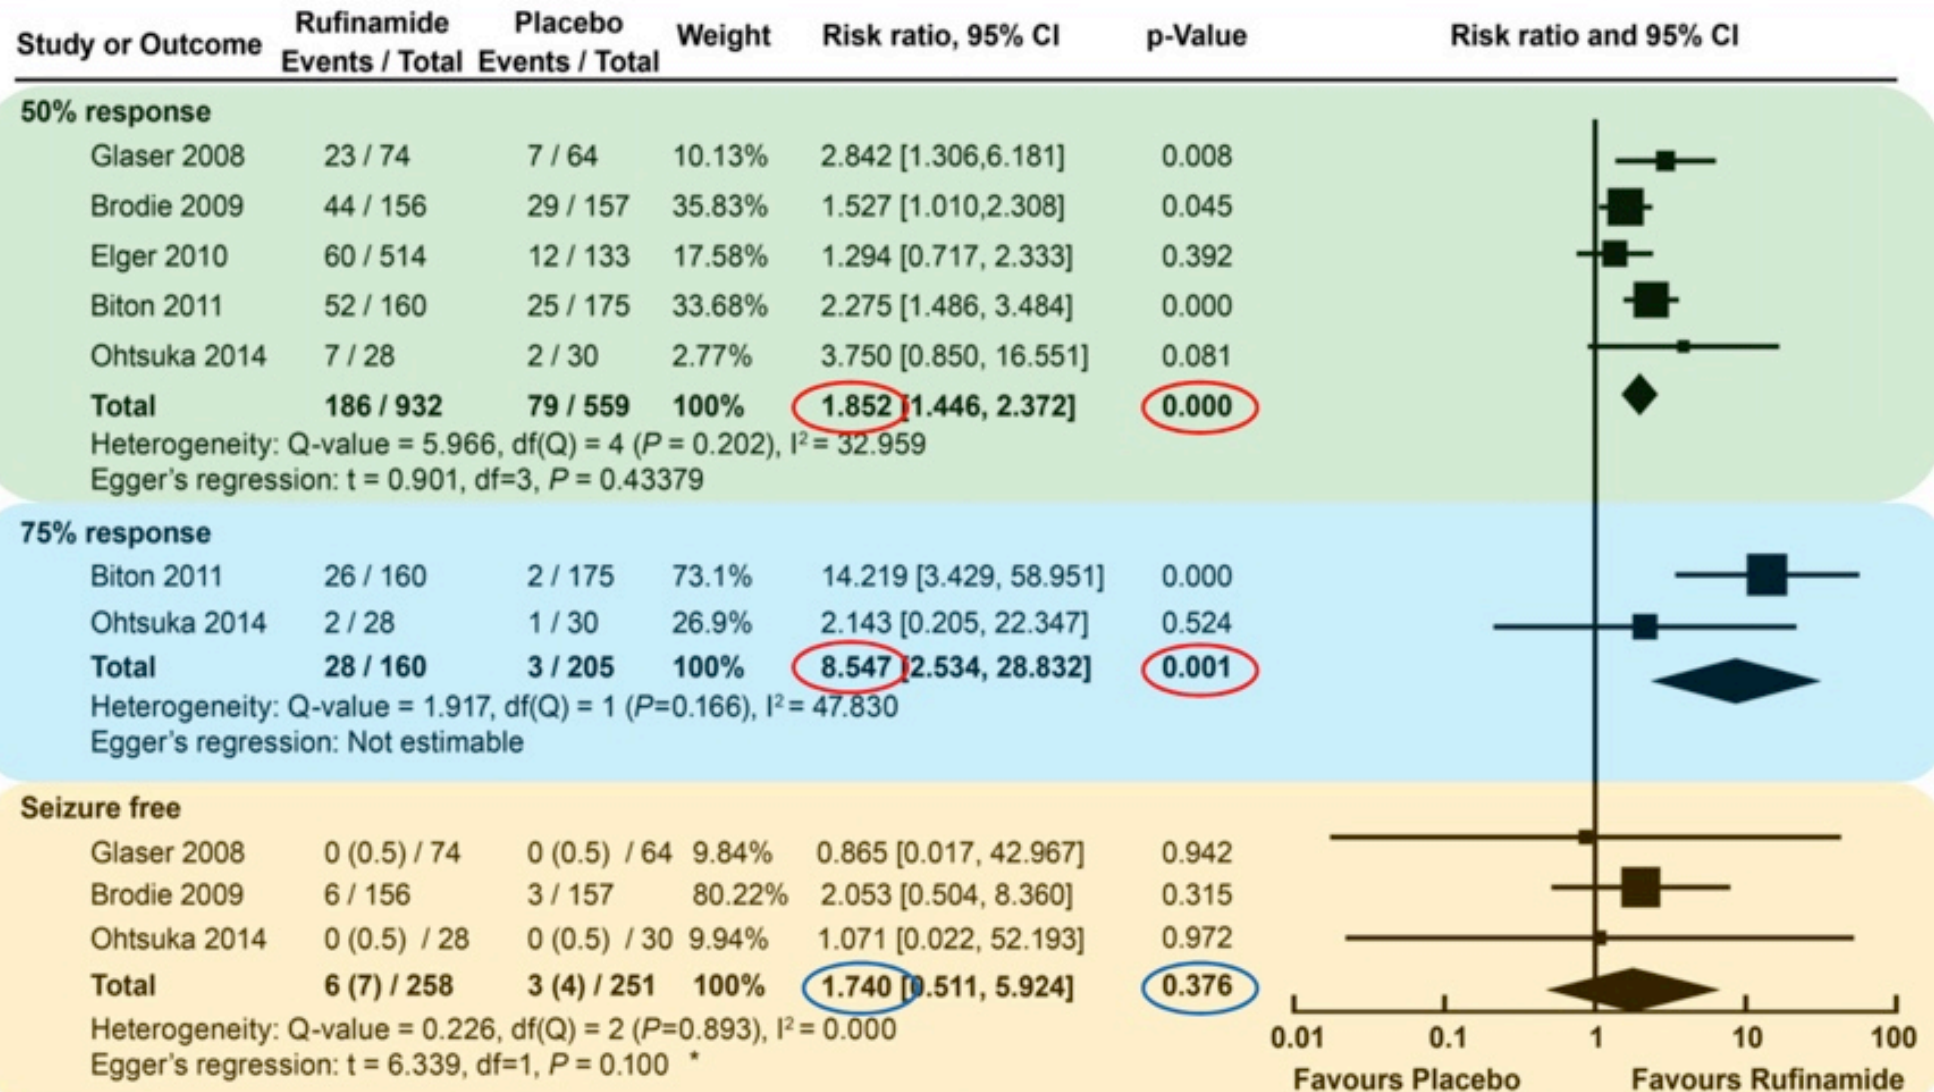 Study or Outcome Rufinamide Events / Total Placebo Events / Total Weight Risk ratio, 95% CI p-Value Risk ratio and 95% CI
50% response
Glaser 2008 23 / 74 7 / 64 10.13% 2.842 [1.306,6.181] 0.008
Brodie 2009 44 / 156 29 / 157 35.83% 1.527 [1.010,2.308] 0.045
Elger 2010 60 / 514 12 / 133 17.58% 1.294 [0.717, 2.333] 0.392
Biton 2011 52 / 160 25 / 175 33.68% 2.275 [1.486, 3.484] 0.000
Ohtsuka 2014 7 / 28 2 / 30 2.77% 3.750 [0.850, 16.551] 0.081
Total 186 / 932 79 / 559 100% 1.852 [1.446, 2.372] 0.000
Heterogeneity: Q-value = 5.966, df(Q) = 4 (P = 0.202), I² = 32.959
Egger's regression: t = 0.901, df=3, P = 0.43379
75% response
Biton 2011 26 / 160 2 / 175 73.1% 14.219 [3.429, 58.951] 0.000
Ohtsuka 2014 2 / 28 1 / 30 26.9% 2.143 [0.205, 22.347] 0.524
Total 28 / 160 3 / 205 100% 8.547 [2.534, 28.832] 0.001
Heterogeneity: Q-value = 1.917, df(Q) = 1 (P=0.166), I² = 47.830
Egger's regression: Not estimable
Seizure free
Glaser 2008 0 (0.5) / 74 0 (0.5) / 64 9.84% 0.865 [0.017, 42.967] 0.942
Brodie 2009 6 / 156 3 / 157 80.22% 2.053 [0.504, 8.360] 0.315
Ohtsuka 2014 0 (0.5) / 28 0 (0.5) / 30 9.94% 1.071 [0.022, 52.193] 0.972
Total 6 (7) / 258 3 (4) / 251 100% 1.740 [0.511, 5.924] 0.376
Heterogeneity: Q-value = 0.226, df(Q) = 2 (P=0.893), I² = 0.000
Egger's regression: t = 6.339, df=1, P = 0.100 *
0.01 0.1 1 10 100
Favours Placebo Favours Rufinamide